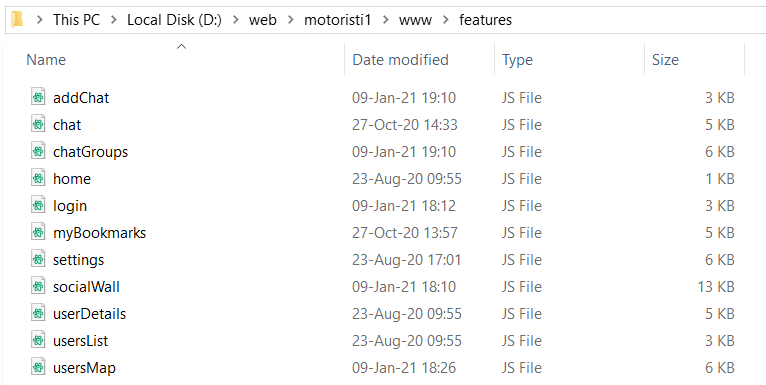 This PC > Local Disk (D:) > web > motoristi1 > www > features
Name Date modified Type Size
addChat 09-Jan-21 19:10 JS File 3 KB
chat 27-Oct-20 14:33 JS File 5 KB
chatGroups 09-Jan-21 19:10 JS File 6 KB
home 23-Aug-20 09:55 JS File 1 KB
login 09-Jan-21 18:12 JS File 3 KB
myBookmarks 27-Oct-20 13:57 JS File 5 KB
settings 23-Aug-20 17:01 JS File 6 KB
socialWall 09-Jan-21 18:10 JS File 13 KB
userDetails 23-Aug-20 09:55 JS File 5 KB
usersList 23-Aug-20 09:55 JS File 3 KB
usersMap 09-Jan-21 18:26 JS File 6 KB